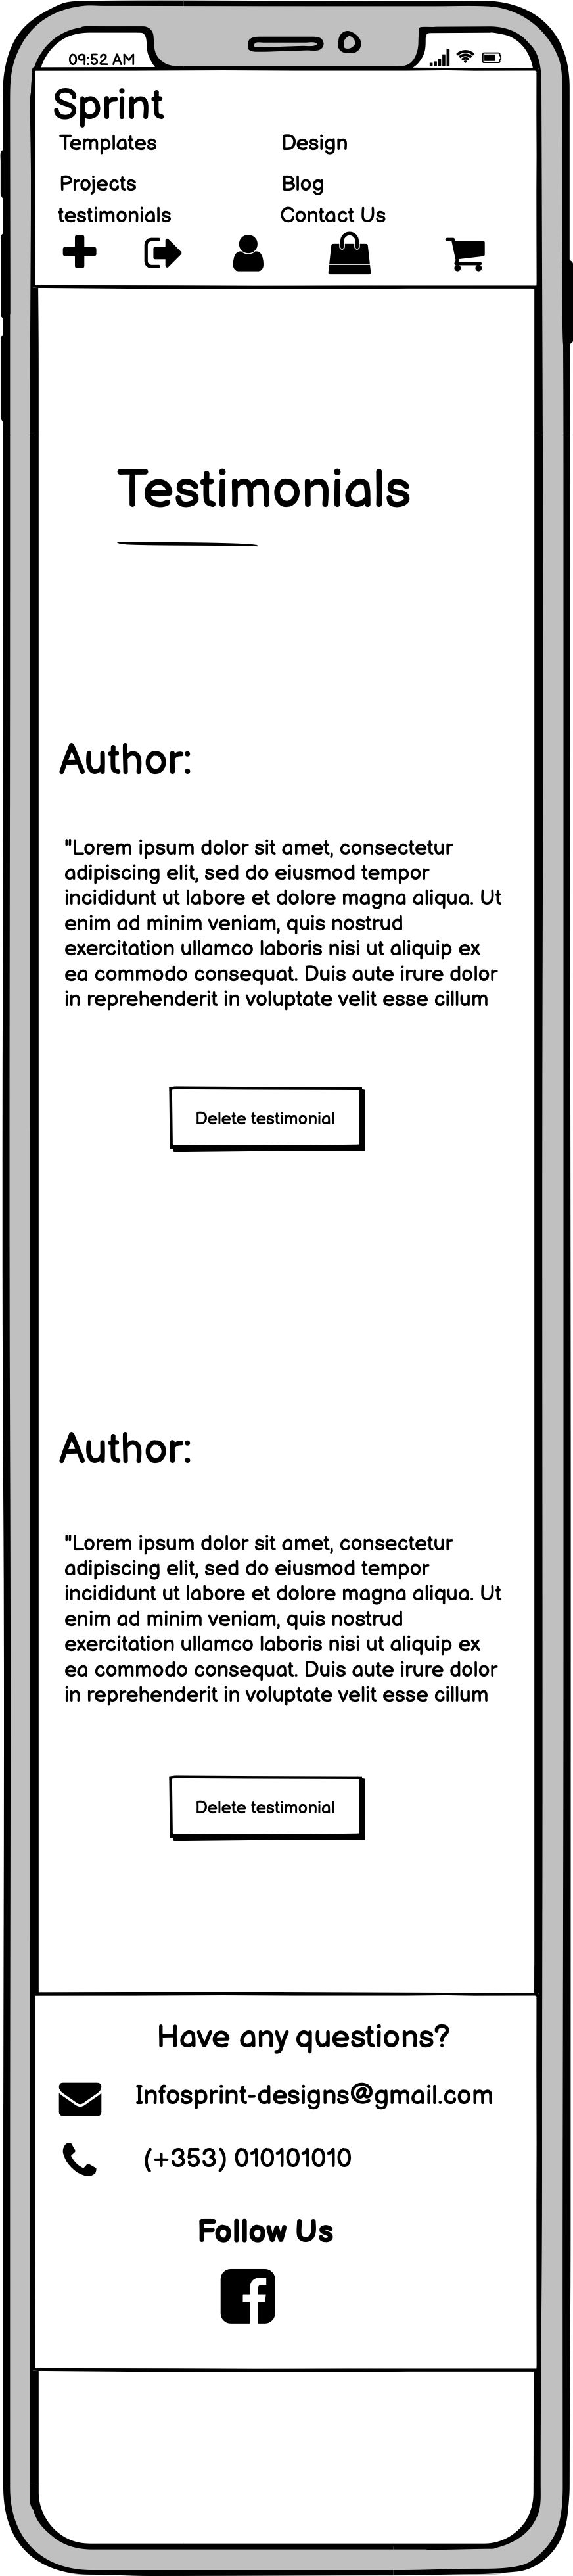 09:52 AM
Sprint
Templates
Design
Projects
Blog
testimonials
Contact Us
Testimonials
Author:
"Lorem ipsum dolor sit amet, consectetur
adipiscing elit, sed do eiusmod tempor
incididunt ut labore et dolore magna aliqua. Ut
enim ad minim veniam, quis nostrud
exercitation ullamco laboris nisi ut aliquip ex
ea commodo consequat. Duis aute irure dolor
in reprehenderit in voluptate velit esse cillum
Delete testimonial
Author:
"Lorem ipsum dolor sit amet, consectetur
adipiscing elit, sed do eiusmod tempor
incididunt ut labore et dolore magna aliqua. Ut
enim ad minim veniam, quis nostrud
exercitation ullamco laboris nisi ut aliquip ex
ea commodo consequat. Duis aute irure dolor
in reprehenderit in voluptate velit esse cillum
Delete testimonial
Have any questions?
Infosprint-designs@gmail.com
(+353) 010101010
Follow Us